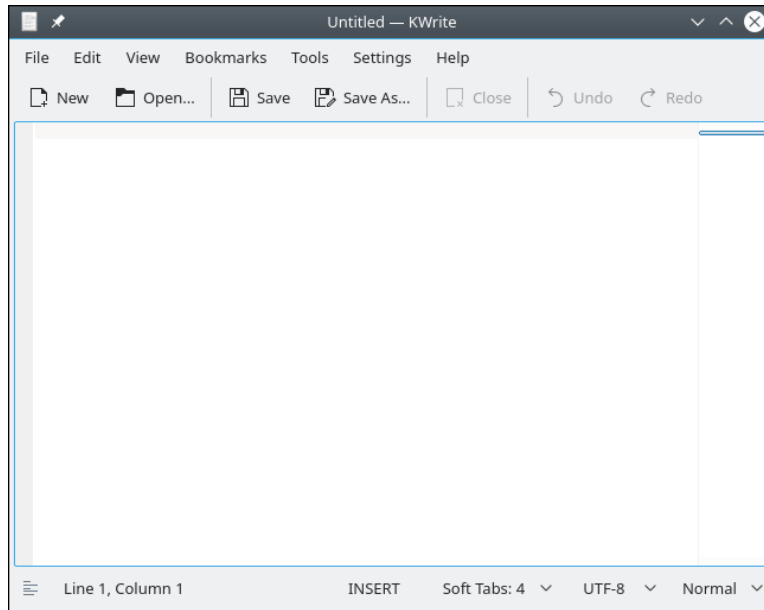 Untitled — KWrite
File Edit View Bookmarks Tools Settings Help
New Open... Save Save As... Close Undo Redo
Line 1, Column 1 INSERT Soft Tabs: 4 UTF-8 Normal